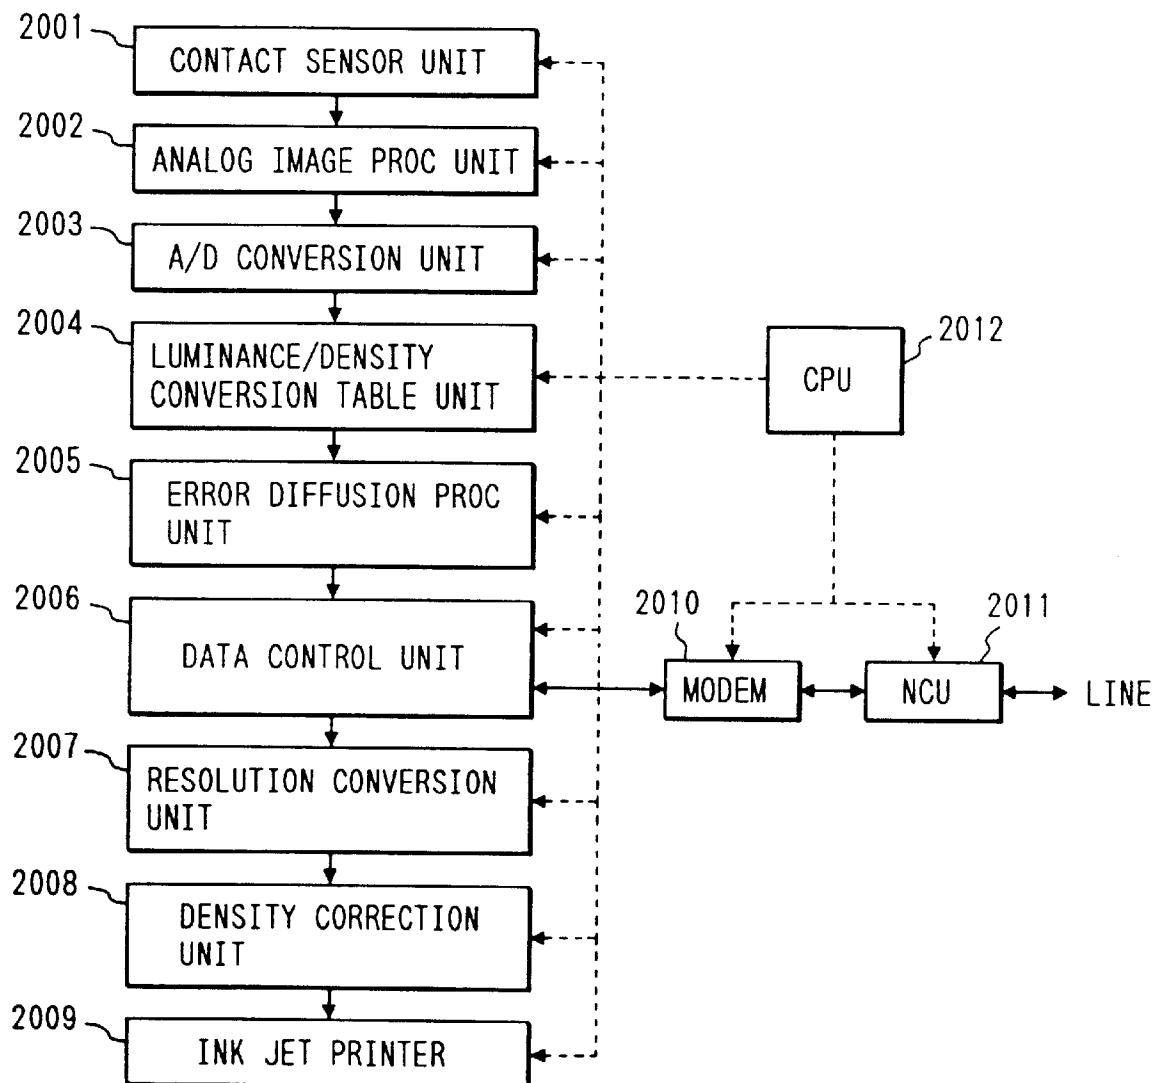 2001
CONTACT SENSOR UNIT
2002
ANALOG IMAGE PROC UNIT
2003
A/D CONVERSION UNIT
2004
LUMINANCE/DENSITY
CONVERSION TABLE UNIT
2012
CPU
2005
ERROR DIFFUSION PROC
UNIT
2006
DATA CONTROL UNIT
2010
MODEM
2011
NCU
LINE
2007
RESOLUTION CONVERSION
UNIT
2008
DENSITY CORRECTION
UNIT
2009
INK JET PRINTER